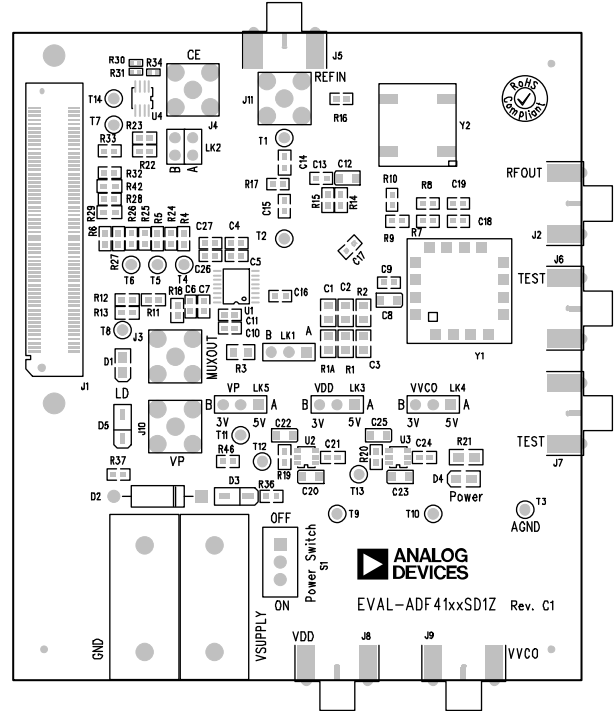 R30
R34
R31
CE
J5
REFIN
J11
T14
U4
J4
R16
RoHS
Compliant
T7
Y2
R23
T1
R33
LK2
R22
B
A
C14
RFOUT
R32
R17
C13
C12
R42
R10
R8
C19
R28
R15
R14
R29
C15
R9
R7
C18
J2
R6
R27
R26
R25
R5
R24
R4
C27
C4
T2
J6
C17
TEST
C26
C5
T6
T5
T4
C9
R18
C6
C7
C16
C8
R12
U1
C1
C2
R2
R13
R11
C11
C10
T8
J3
B
LK1
A
Y1
D1
MUXOUT
R3
R1A
R1
C3
J1
LD
VP
LK5
VDD
LK3
VVCO
LK4
B
A
B
A
B
A
D5
J10
3V
5V
3V
5V
3V
5V
T11
C22
C25
TEST
T12
U2
U3
R21
R46
C21
R20
C24
VP
R19
J7
R37
D3
R36
C20
T13
C23
D4
Power
D2
T3
OFF
T9
T10
AGND
Power Switch
S1
ANALOG
DEVICES
ON
EVAL-ADF41xxSD1Z Rev. C1
GND
VSUPPLY
VDD
J8
J9
VVCO